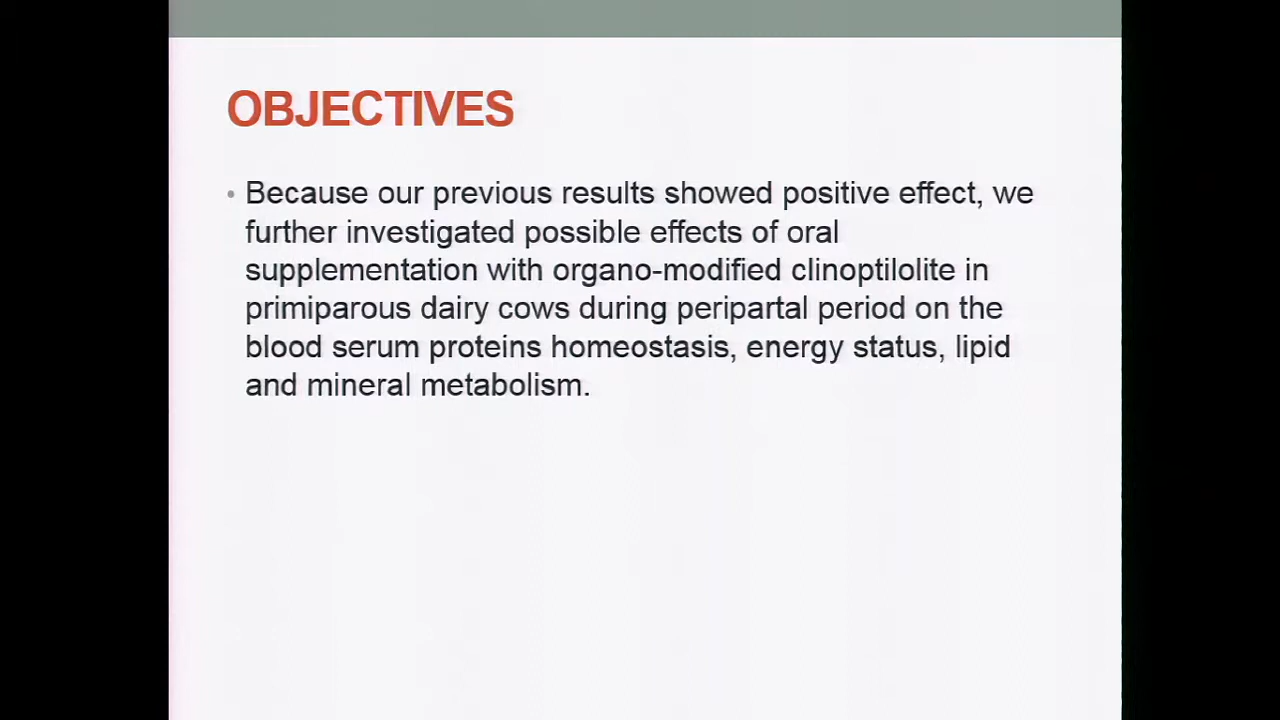 OBJECTIVES
• Because our previous results showed positive effect, we
further investigated possible effects of oral
supplementation with organo-modified clinoptilolite in
primiparous dairy cows during peripartal period on the
blood serum proteins homeostasis, energy status, lipid
and mineral metabolism.